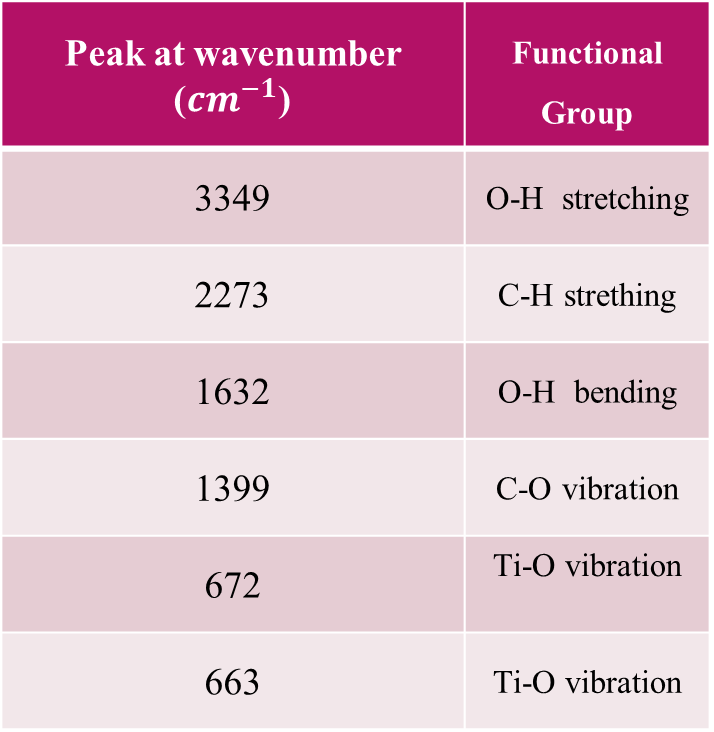 Peak at wavenumber
(cm⁻¹)
Functional
Group
3349
O-H stretching
2273
C-H strething
1632
O-H bending
1399
C-O vibration
672
Ti-O vibration
663
Ti-O vibration